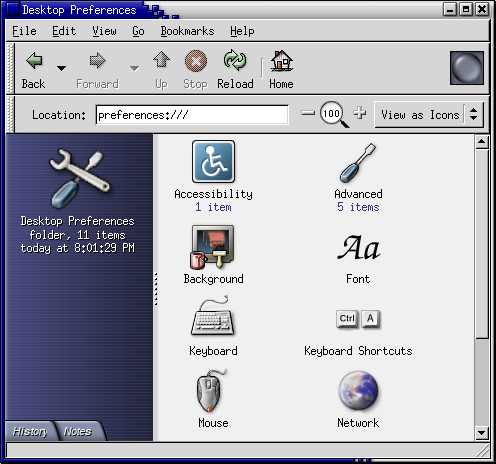 Desktop Preferences
File Edit View Go Bookmarks Help
Back Forward Up Stop Reload Home
Location: preferences:/// 100 View as Icons
Desktop Preferences
folder, 11 items
today at 8:01:29 PM
Accessibility
1 item
Advanced
5 items
Background
Aa
Font
Keyboard
Ctrl A
Keyboard Shortcuts
Mouse
Network
History Notes